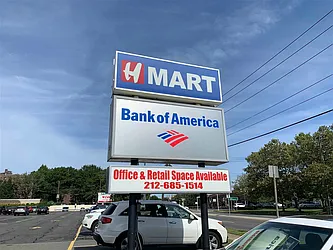 H MART
Bank of America
Office & Retail Space Available
212-685-1514